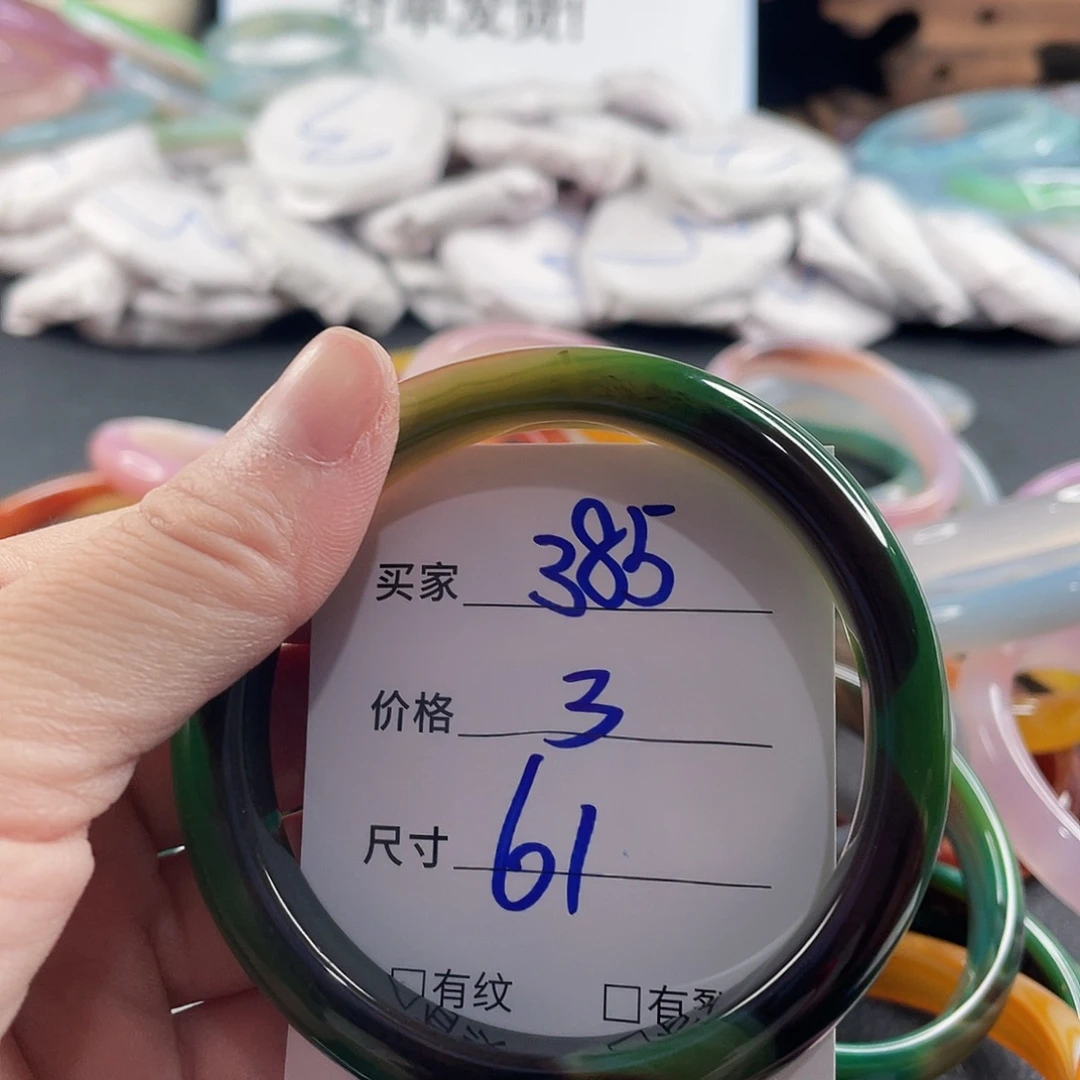 买家 385
价格 3
尺寸 61
□有纹 □有裂